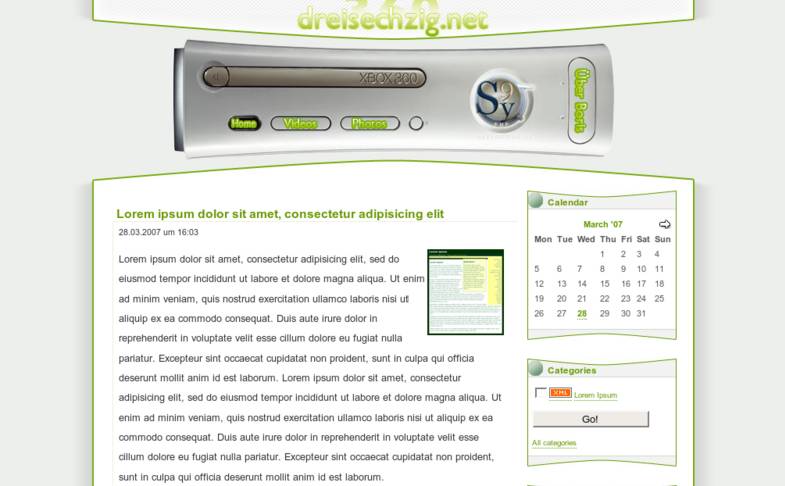 dreisechzig.net
XBOX 360
S9y
Home
Videos
Photos
Über Boris
Lorem ipsum dolor sit amet, consectetur adipisicing elit
28.03.2007 um 16:03
Lorem ipsum dolor sit amet, consectetur adipisicing elit, sed do
eiusmod tempor incididunt ut labore et dolore magna aliqua. Ut enim
ad minim veniam, quis nostrud exercitation ullamco laboris nisi ut
aliquip ex ea commodo consequat. Duis aute irure dolor in
reprehenderit in voluptate velit esse cillum dolore eu fugiat nulla
pariatur. Excepteur sint occaecat cupidatat non proident, sunt in culpa qui officia
deserunt mollit anim id est laborum. Lorem ipsum dolor sit amet, consectetur
adipisicing elit, sed do eiusmod tempor incididunt ut labore et dolore magna aliqua. Ut
enim ad minim veniam, quis nostrud exercitation ullamco laboris nisi ut aliquip ex ea
commodo consequat. Duis aute irure dolor in reprehenderit in voluptate velit esse
cillum dolore eu fugiat nulla pariatur. Excepteur sint occaecat cupidatat non proident,
sunt in culpa qui officia deserunt mollit anim id est laborum.
Calendar
March '07
Mon Tue Wed Thu Fri Sat Sun
1 2 3 4
5 6 7 8 9 10 11
12 13 14 15 16 17 18
19 20 21 22 23 24 25
26 27 28 29 30 31
Categories
XML Lorem Ipsum
Go!
All categories